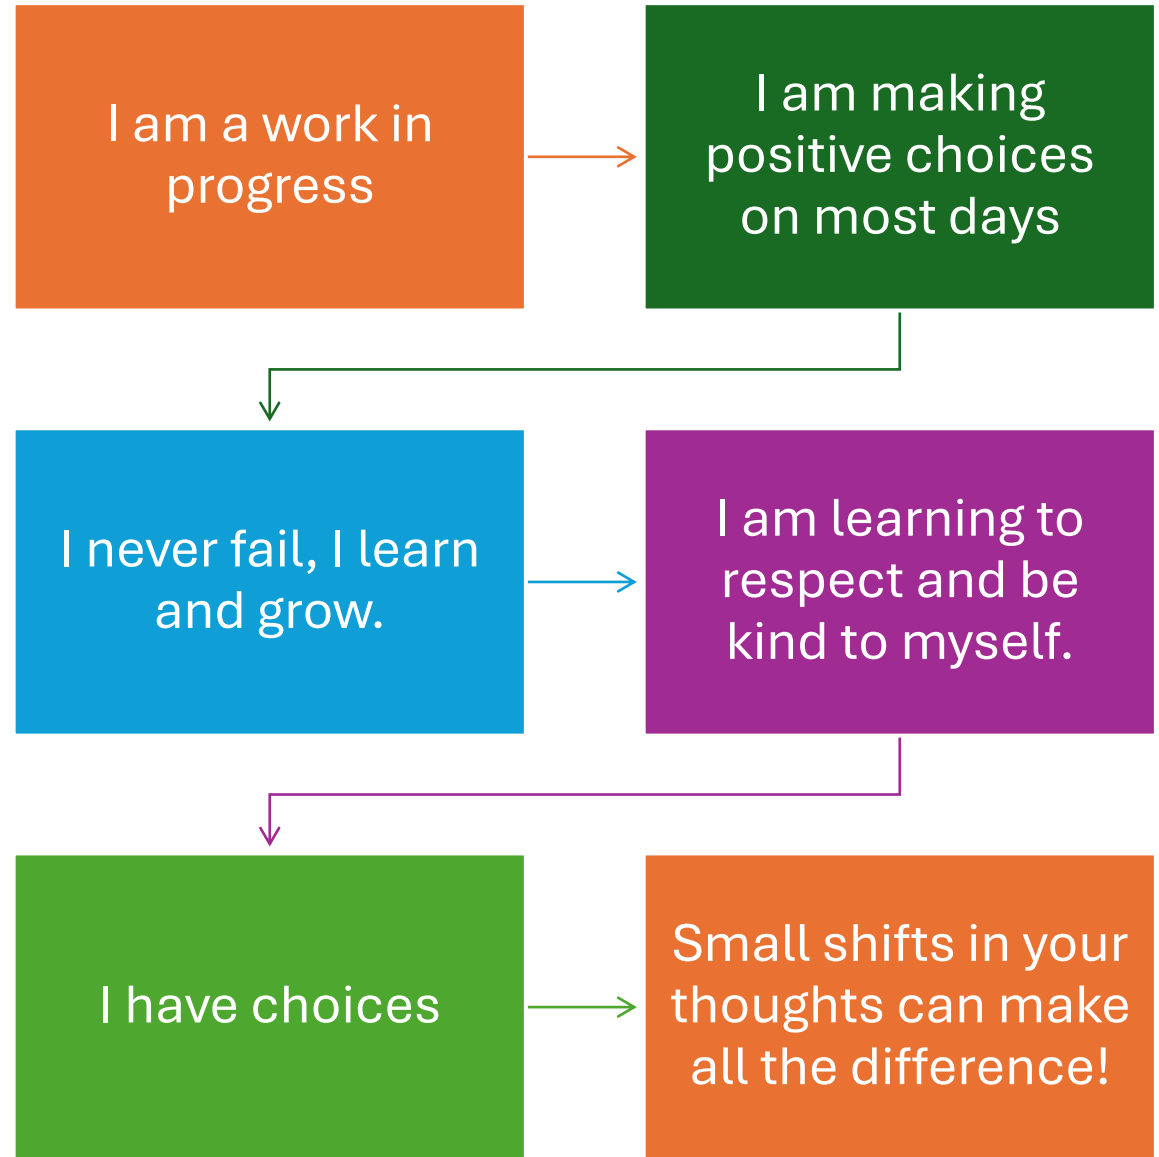 I am a work in
progress
I am making
positive choices
on most days
I never fail, I learn
and grow.
I am learning to
respect and be
kind to myself.
I have choices
Small shifts in your
thoughts can make
all the difference!